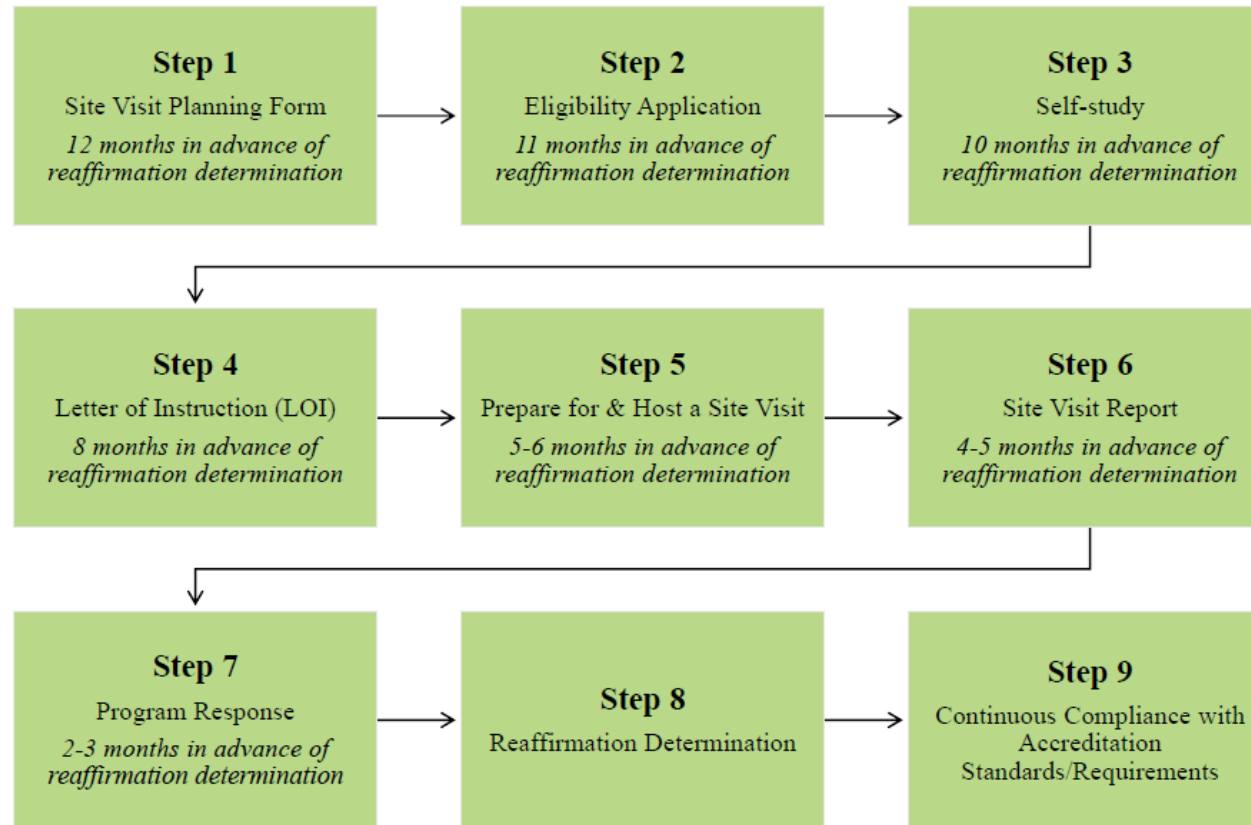 Step 1
Site Visit Planning Form
12 months in advance of
reaffirmation determination
Step 2
Eligibility Application
11 months in advance of
reaffirmation determination
Step 3
Self-study
10 months in advance of
reaffirmation determination
Step 4
Letter of Instruction (LOI)
8 months in advance of
reaffirmation determination
Step 5
Prepare for & Host a Site Visit
5-6 months in advance of
reaffirmation determination
Step 6
Site Visit Report
4-5 months in advance of
reaffirmation determination
Step 7
Program Response
2-3 months in advance of
reaffirmation determination
Step 8
Reaffirmation Determination
Step 9
Continuous Compliance with
Accreditation
Standards/Requirements